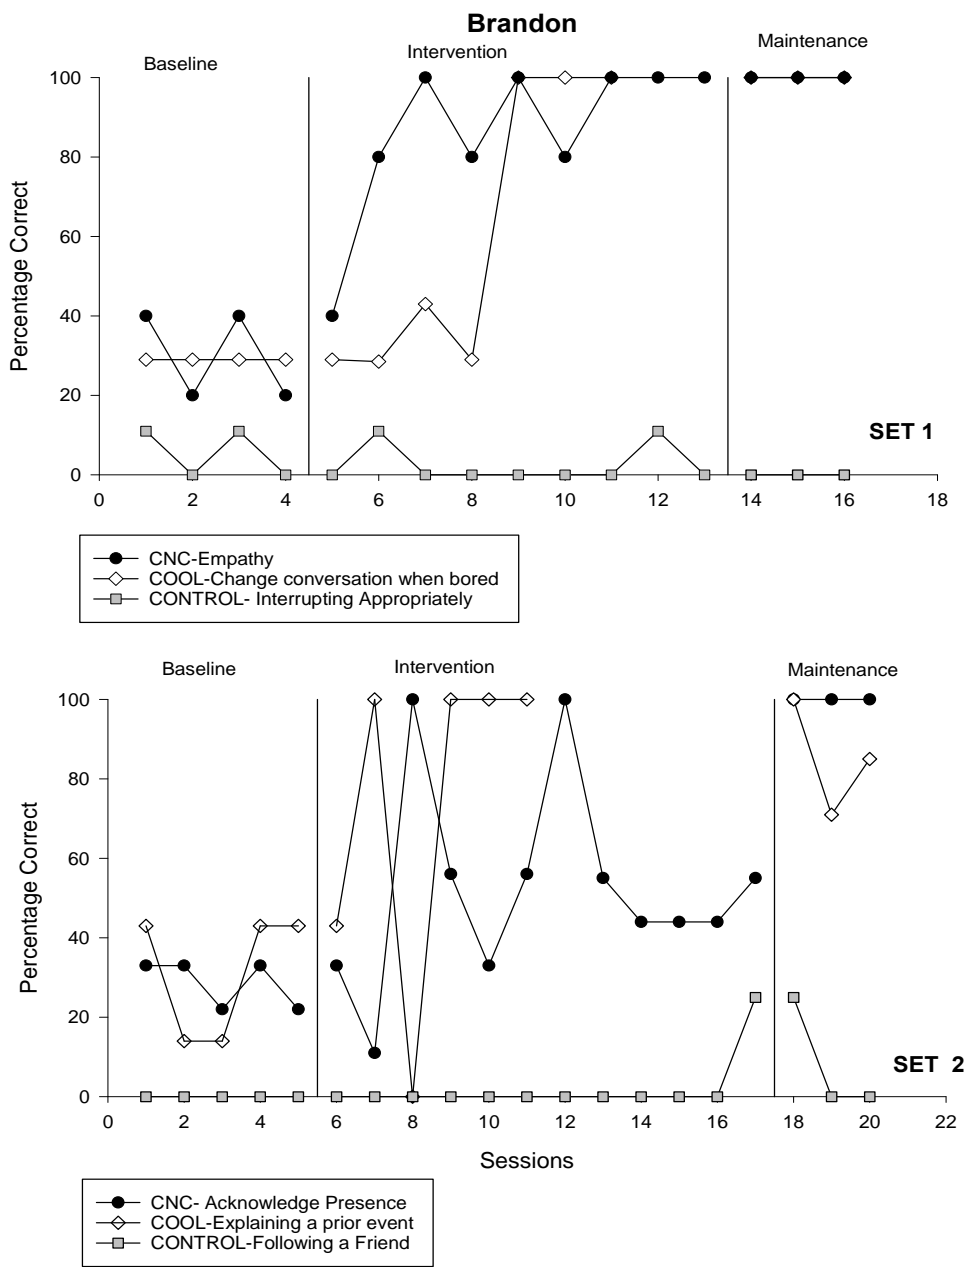 Brandon
Baseline
Intervention
Maintenance
100
80
60
40
20
0
Percentage Correct
SET 1
0 2 4 6 8 10 12 14 16 18
CNC-Empathy
COOL-Change conversation when bored
CONTROL- Interrupting Appropriately
Baseline
Intervention
Maintenance
100
80
60
40
20
0
Percentage Correct
SET 2
0 2 4 6 8 10 12 14 16 18 20 22
Sessions
CNC- Acknowledge Presence
COOL-Explaining a prior event
CONTROL-Following a Friend